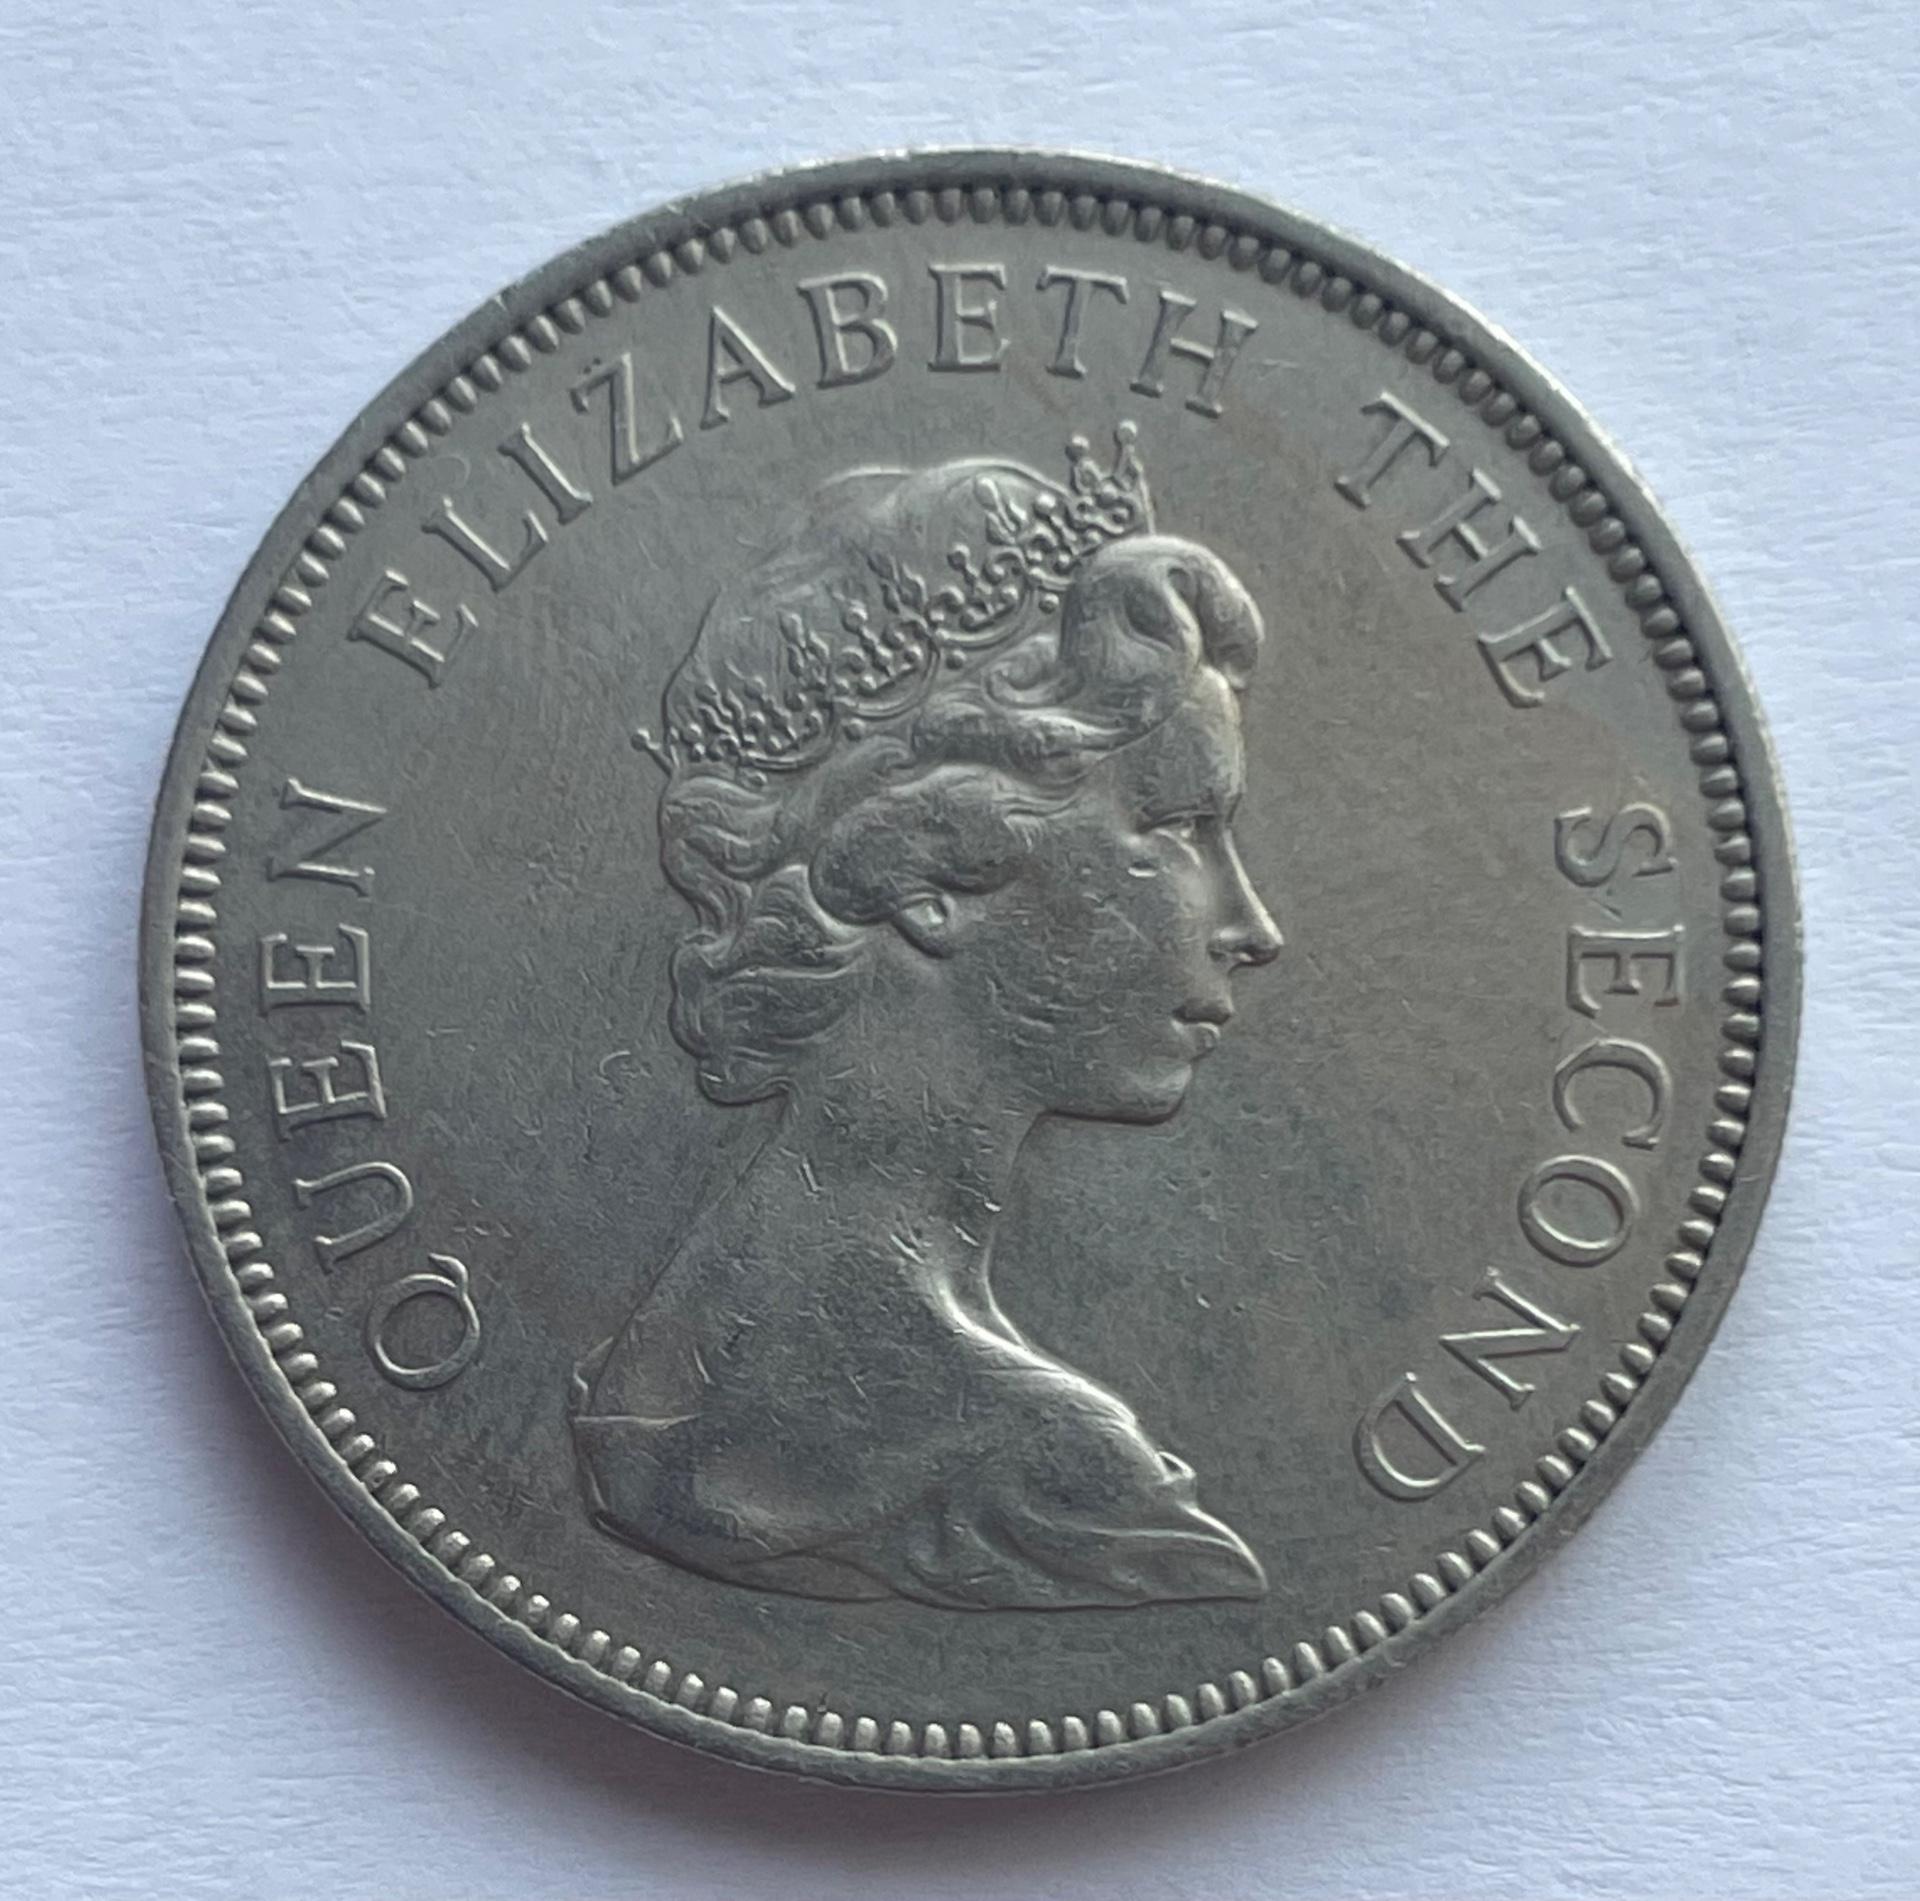 QUEEN ELIZABETH THE SECOND